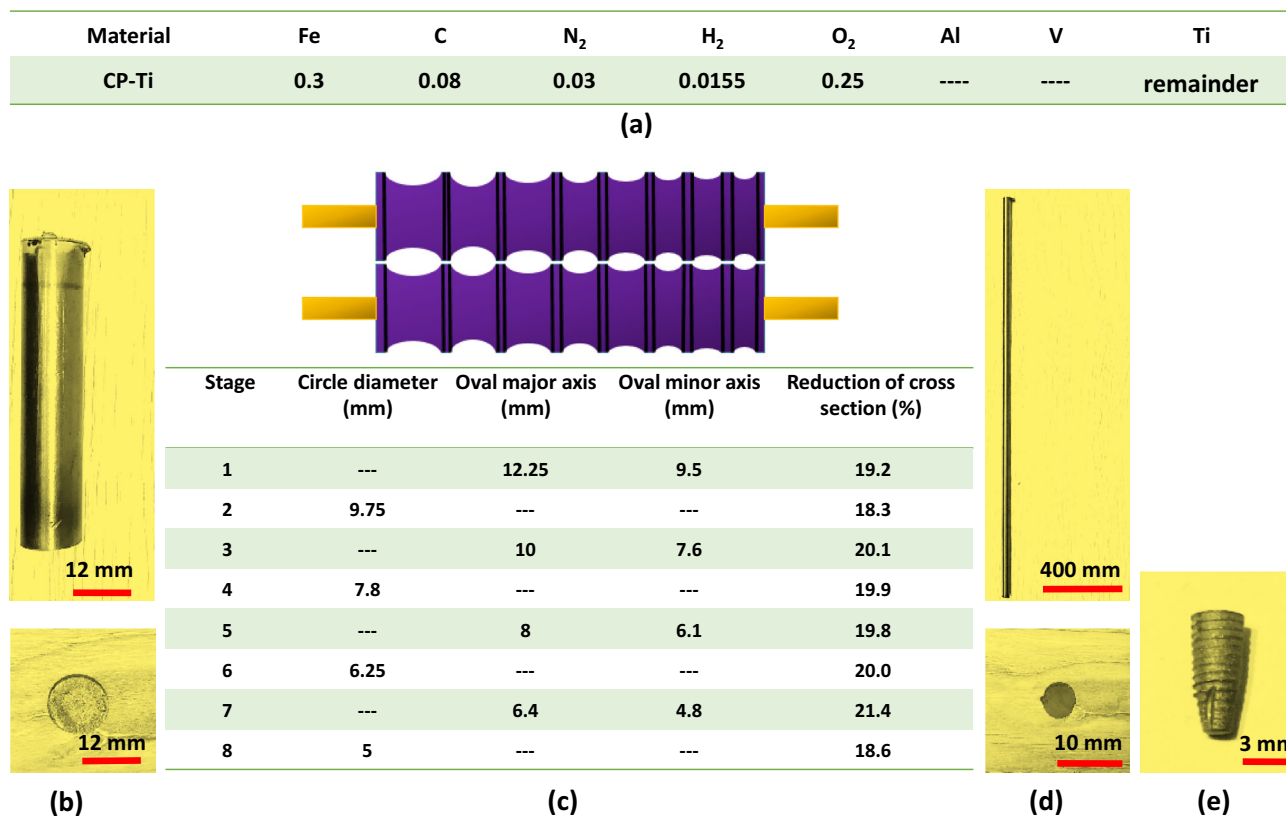 Material Fe C N2 H2 O2 Al V Ti
CP-Ti 0.3 0.08 0.03 0.0155 0.25 ---- ---- remainder
(a)
12 mm
12 mm
(b)
Stage Circle diameter (mm) Oval major axis (mm) Oval minor axis (mm) Reduction of cross section (%)
1 --- 12.25 9.5 19.2
2 9.75 --- --- 18.3
3 --- 10 7.6 20.1
4 7.8 --- --- 19.9
5 --- 8 6.1 19.8
6 6.25 --- --- 20.0
7 --- 6.4 4.8 21.4
8 5 --- --- 18.6
(c)
400 mm
10 mm
(d)
3 mm
(e)